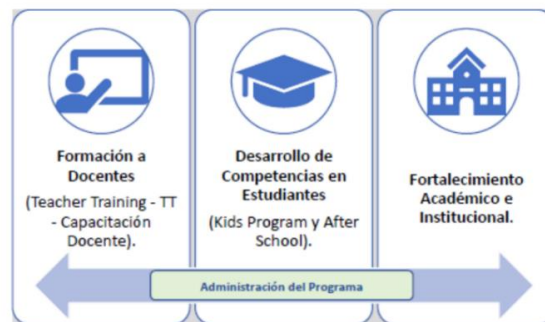 Formación a
Docentes
(Teacher Training - TT
- Capacitación
Docente).
Desarrollo de
Competencias en
Estudiantes
(Kids Program y After
School).
Fortalecimiento
Académico e
Institucional.
Administración del Programa